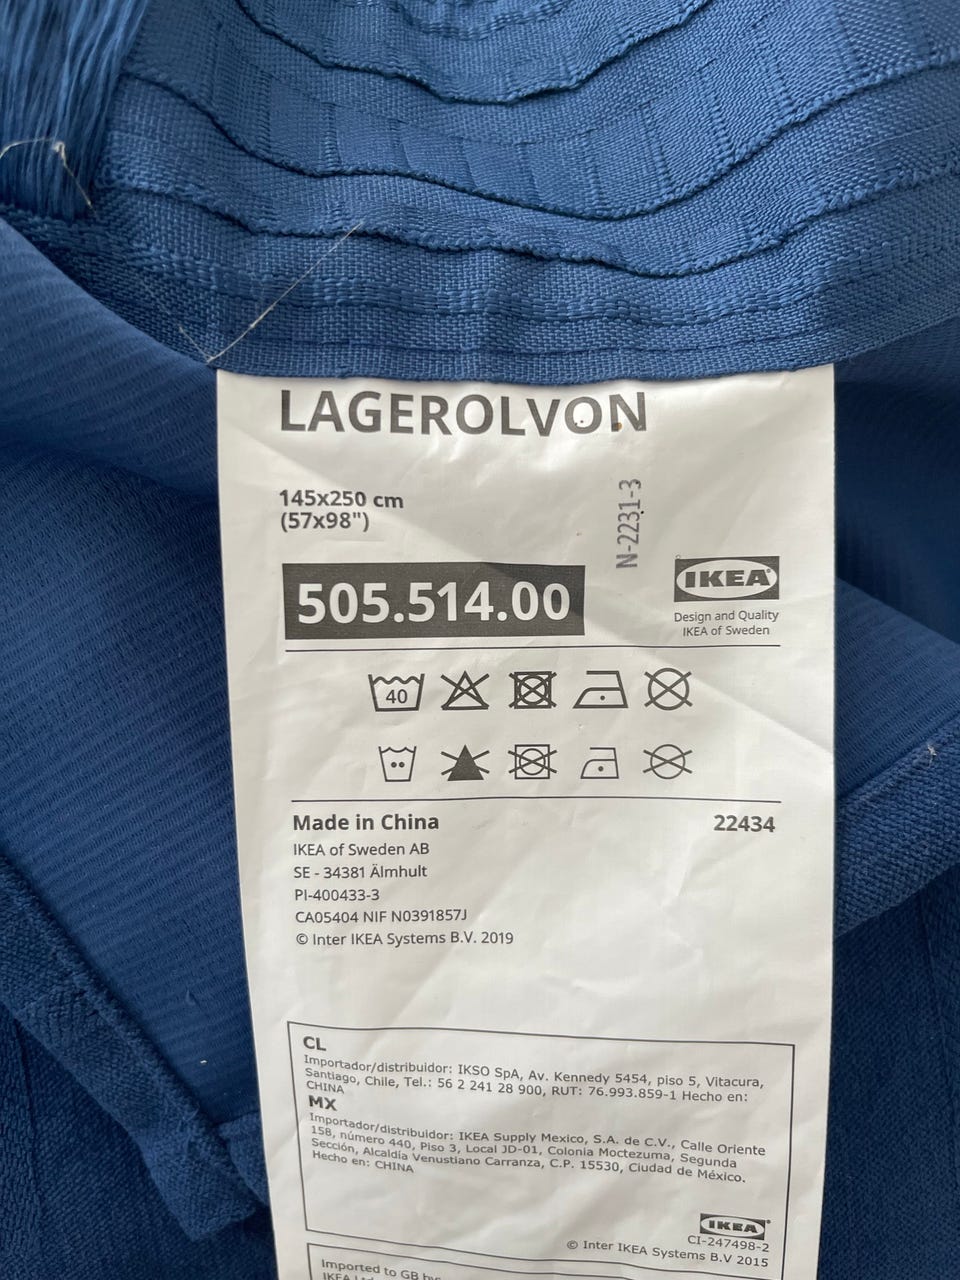 LAGEROLVON
145x250 cm
(57x98")
N-2231-3
505.514.00
IKEA®
Design and Quality
IKEA of Sweden
40
Made in China
22434
IKEA of Sweden AB
SE - 34381 Älmhult
PI-400433-3
CA05404 NIF N0391857J
© Inter IKEA Systems B.V. 2019
CL
Importador/distribuidor: IKSO SpA, Av. Kennedy 5454, piso 5, Vitacura,
Santiago, Chile, Tel.: 56 2 241 28 900, RUT: 76.993.859-1 Hecho en:
CHINA
MX
Importador/distribuidor: IKEA Supply Mexico, S.A. de C.V., Calle Oriente
158, número 440, Piso 3, Local JD-01, Colonia Moctezuma, Segunda
Sección, Alcaldía Venustiano Carranza, C.P. 15530, Ciudad de México.
Hecho en: CHINA
IKEA®
CI-247498-2
© Inter IKEA Systems B.V 2015
Imported to GB by
IKEA